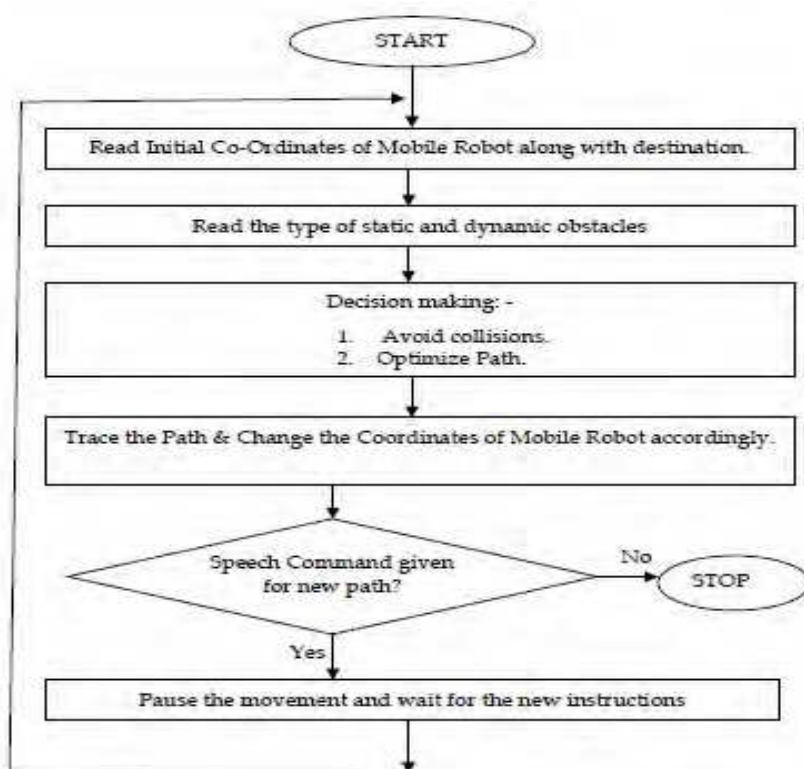 START
Read Initial Co-Ordinates of Mobile Robot along with destination.
Read the type of static and dynamic obstacles
Decision making: -
1. Avoid collisions.
2. Optimize Path.
Trace the Path & Change the Coordinates of Mobile Robot accordingly.
Speech Command given
for new path?
No
STOP
Yes
Pause the movement and wait for the new instructions